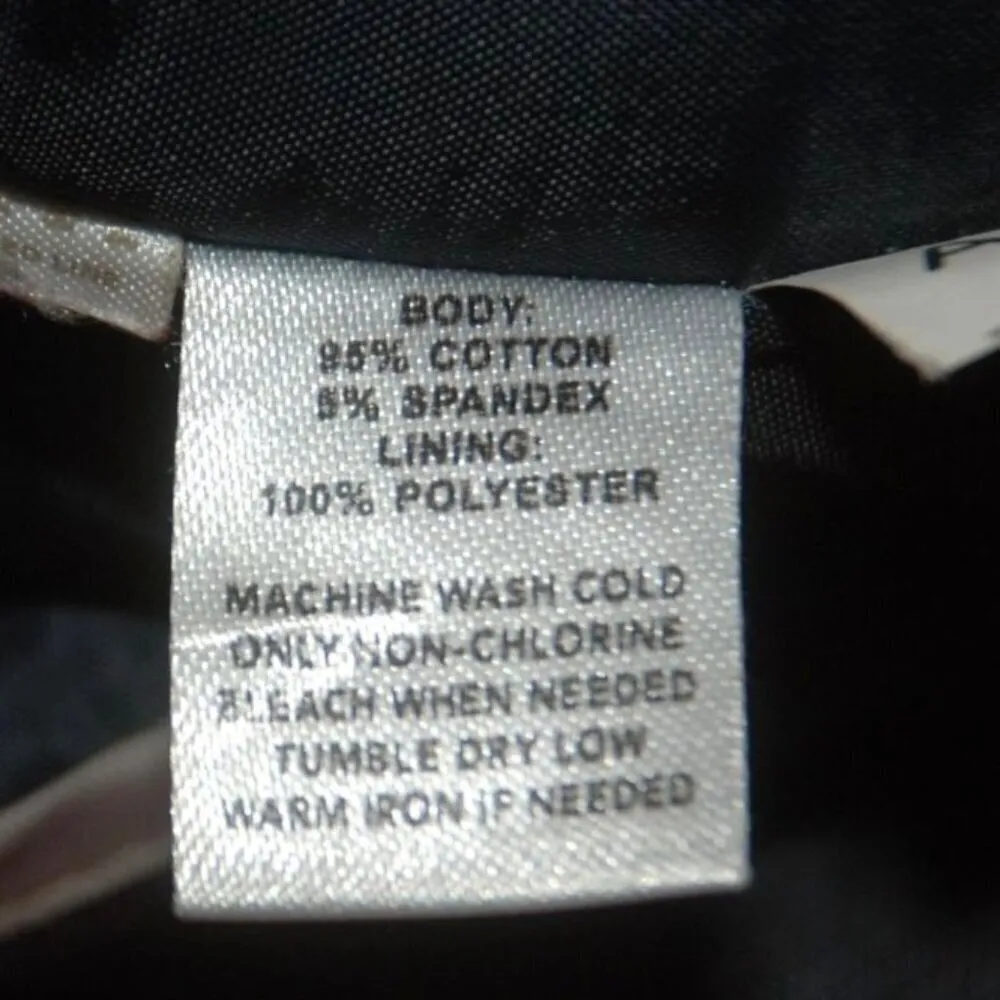 BODY:
95% COTTON
5% SPANDEX
LINING:
100% POLYESTER
MACHINE WASH COLD
ONLY NON-CHLORINE
BLEACH WHEN NEEDED
TUMBLE DRY LOW
WARM IRON IF NEEDED